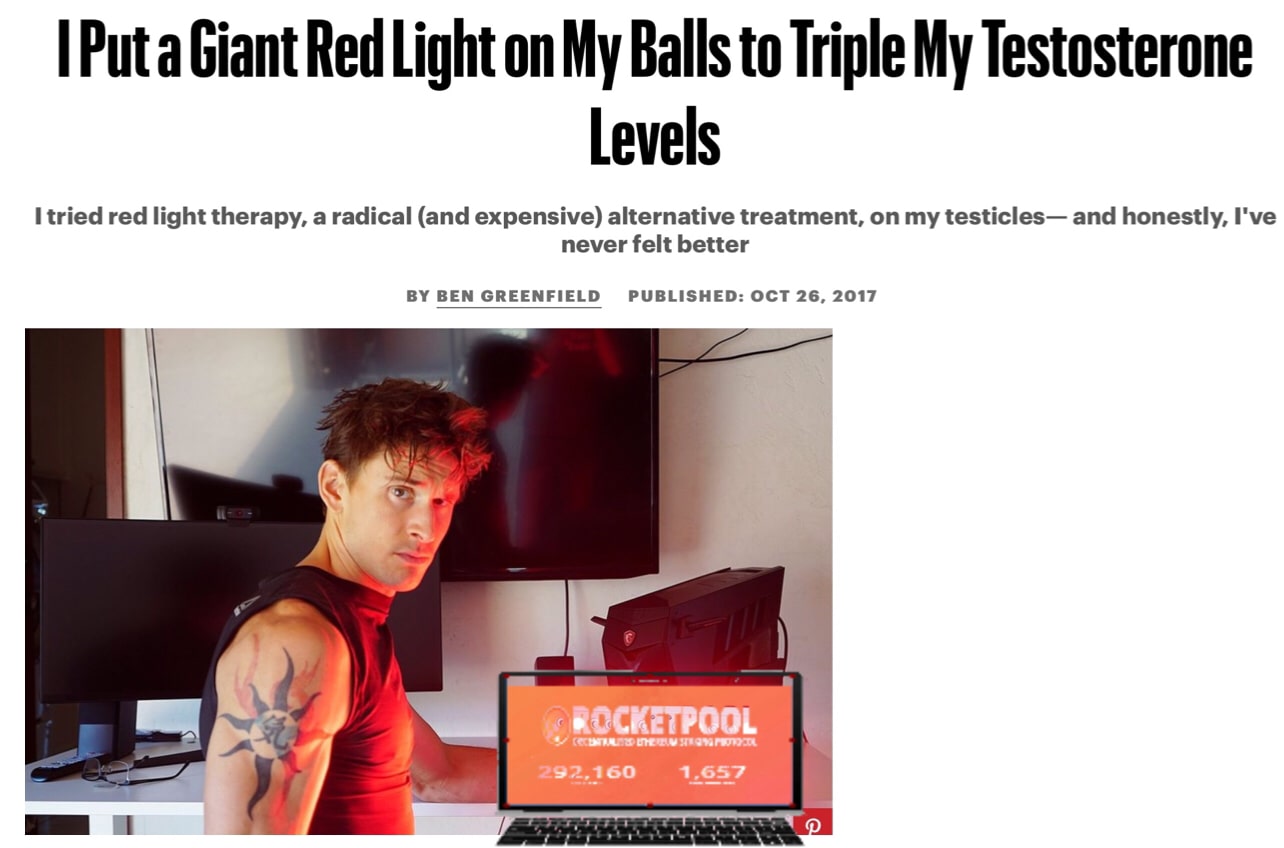 I Put a Giant Red Light on My Balls to Triple My Testosterone
Levels
I tried red light therapy, a radical (and expensive) alternative treatment, on my testicles— and honestly, I've
never felt better
BY BEN GREENFIELD PUBLISHED: OCT 26, 2017
ROCKETPOOL
DECENTRALISED ETHEREUM STAKING PROTOCOL
292,160 1,657